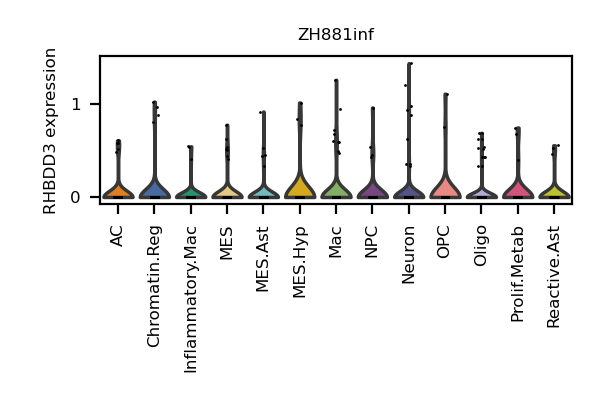 ZH881inf
RHBDD3 expression
1
0
AC
Chromatin.Reg
Inflammatory.Mac
MES
MES.Ast
MES.Hyp
Mac
NPC
Neuron
OPC
Oligo
Prolif.Metab
Reactive.Ast